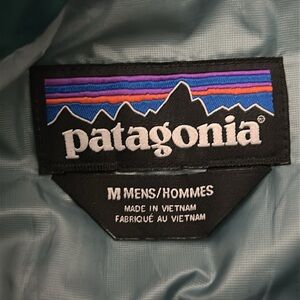 patagonia®
M MENS/HOMMES
MADE IN VIETNAM
FABRIQUÉ AU VIETNAM